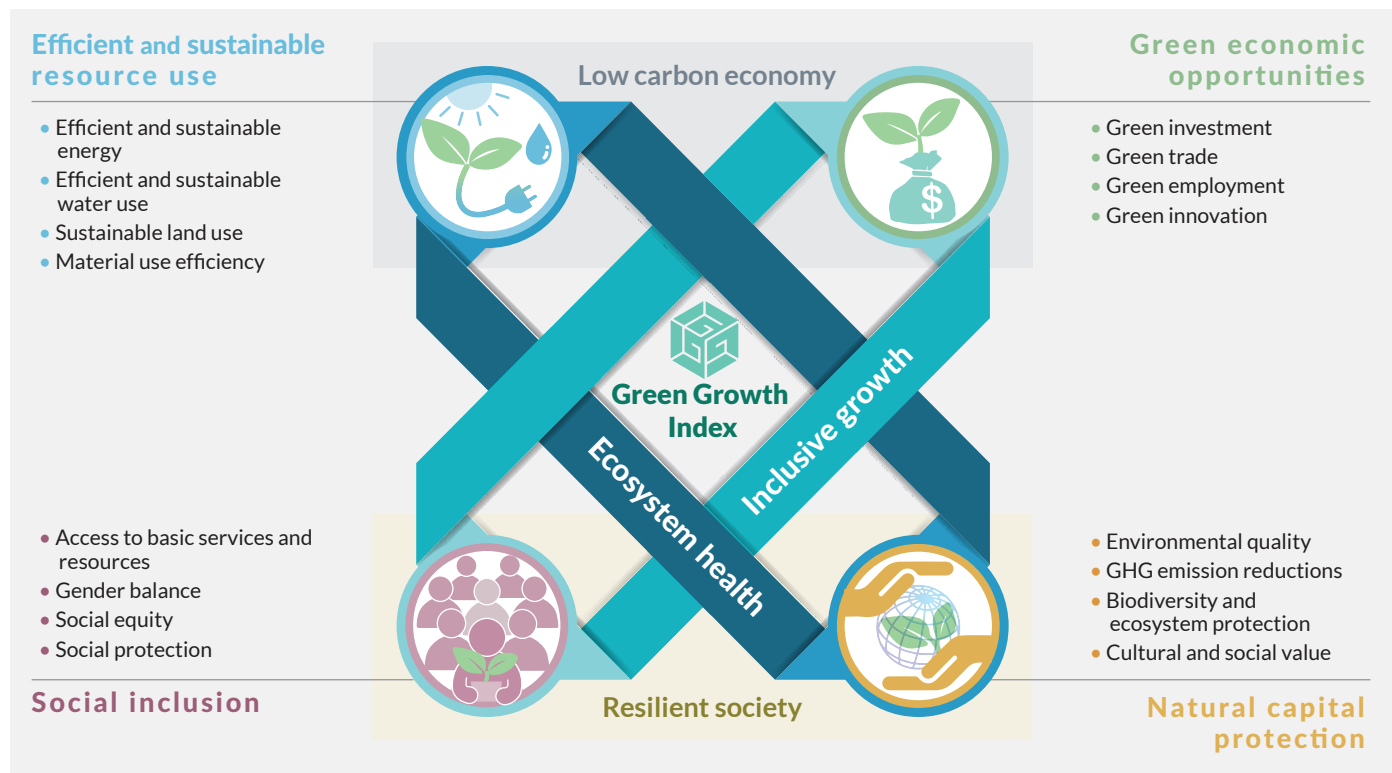 Efficient and sustainable
resource use
Low carbon economy
Green economic
opportunities
• Efficient and sustainable
energy
• Efficient and sustainable
water use
• Sustainable land use
• Material use efficiency
• Green investment
• Green trade
• Green employment
• Green innovation
$
GGGI
Green Growth
Index
Inclusive growth
Ecosystem health
• Access to basic services and
resources
• Gender balance
• Social equity
• Social protection
Social inclusion
Resilient society
• Environmental quality
• GHG emission reductions
• Biodiversity and
ecosystem protection
• Cultural and social value
Natural capital
protection